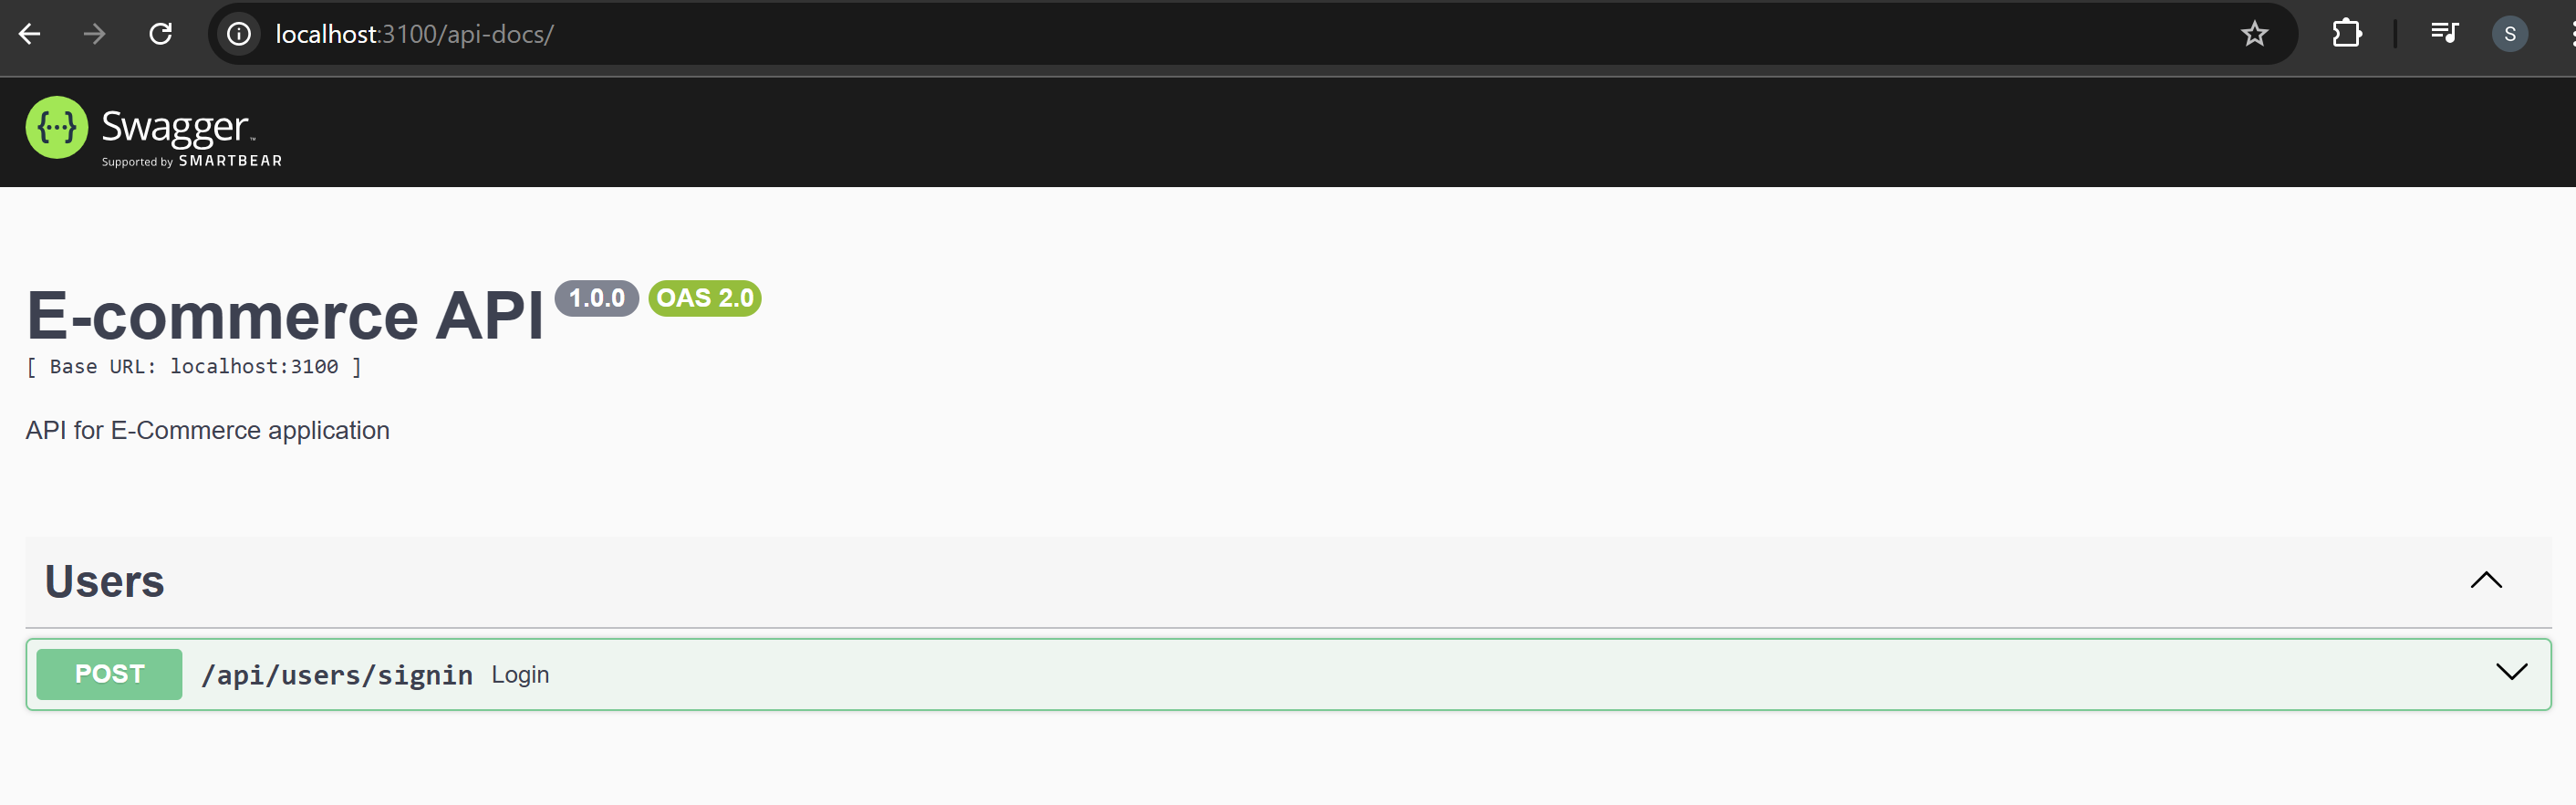 localhost:3100/api-docs/
S
{···} Swagger™
Supported by SMARTBEAR
E-commerce API 1.0.0 OAS 2.0
[ Base URL: localhost:3100 ]
API for E-Commerce application
Users
POST /api/users/signin Login